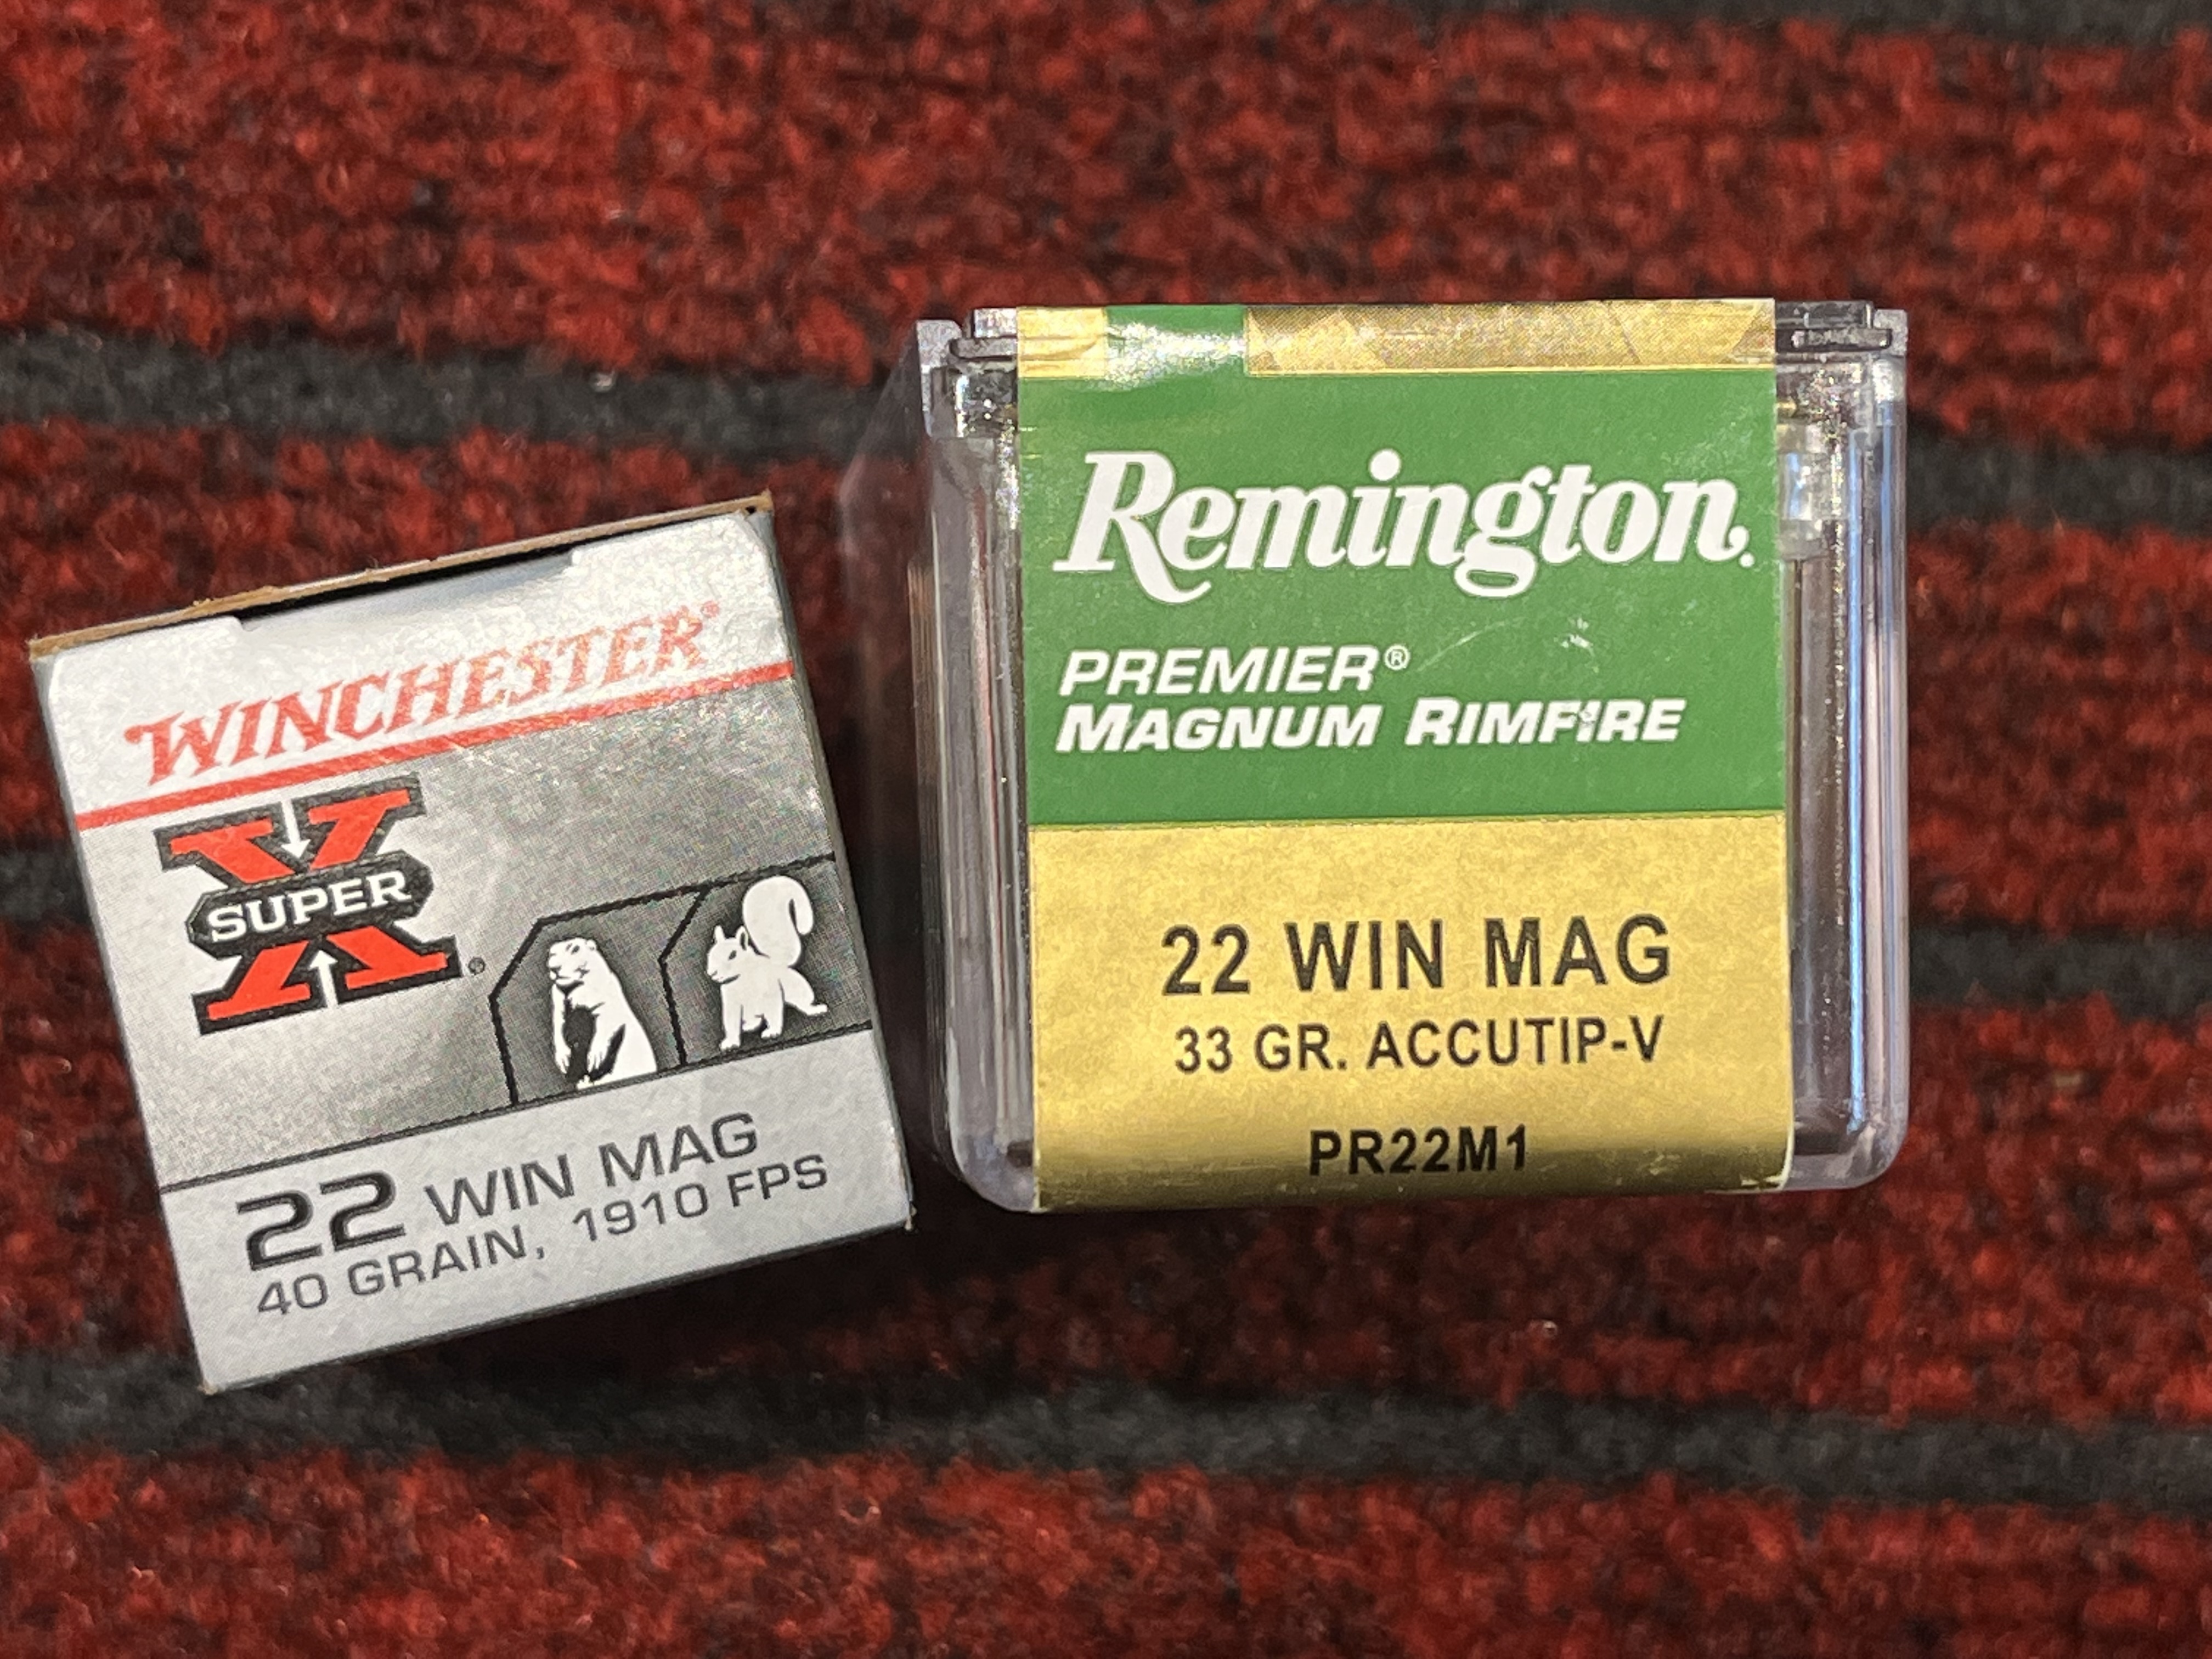 WINCHESTER®
SUPER X®
22 WIN MAG
40 GRAIN, 1910 FPS
Remington.
PREMIER®
MAGNUM RIMFIRE
22 WIN MAG
33 GR. ACCUTIP-V
PR22M1